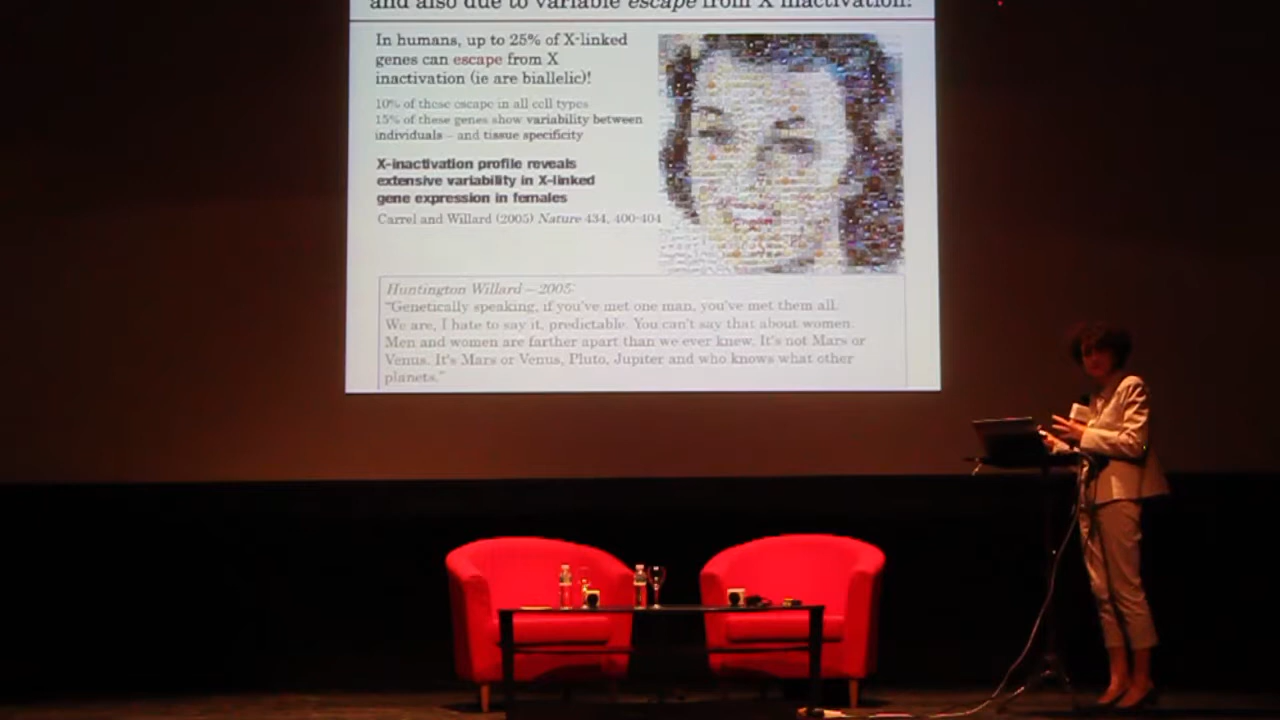 and also due to variable escape from X inactivation!
In humans, up to 25% of X-linked
genes can escape from X
inactivation (ie are biallelic)!
10% of these escape in all cell types
15% of these genes show variability between
individuals – and tissue specificity
X-inactivation profile reveals
extensive variability in X-linked
gene expression in females
Carrel and Willard (2005) Nature 434, 400-404
Huntington Willard – 2005:
"Genetically speaking, if you've met one man, you've met them all.
We are, I hate to say it, predictable. You can't say that about women.
Men and women are farther apart than we ever knew. It's not Mars or
Venus. It's Mars or Venus, Pluto, Jupiter and who knows what other
planets."